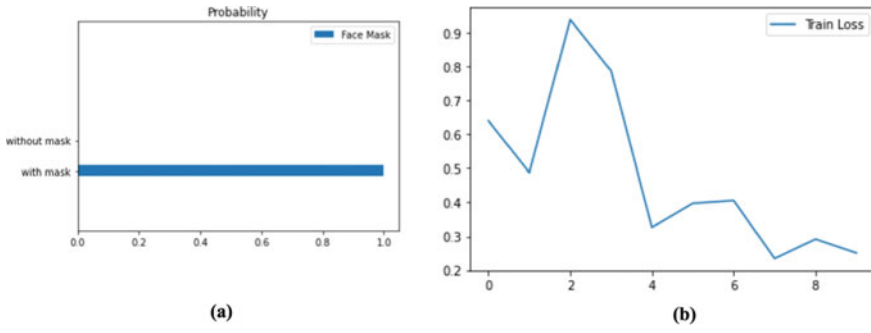 Probability
Face Mask
without mask
with mask
0.0 0.2 0.4 0.6 0.8 1.0
(a)
Train Loss
0.9
0.8
0.7
0.6
0.5
0.4
0.3
0.2
0 2 4 6 8
(b)